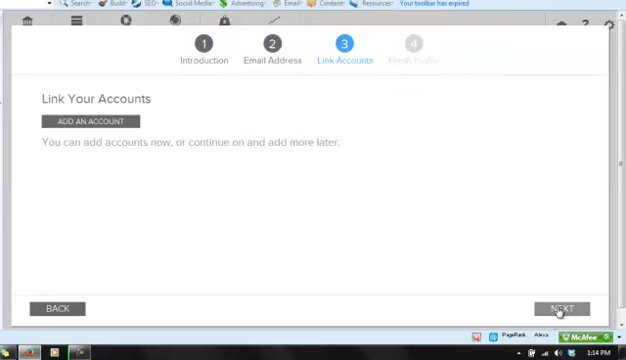 Search Build SEO Social Media Advertising Email Content Resources Your toolbar has expired
?
1 2 3 4
Introduction Email Address Link Accounts Finish Profile
Link Your Accounts
ADD AN ACCOUNT
You can add accounts now, or continue on and add more later.
BACK NEXT
PageRank Alexa McAfee
1:14 PM